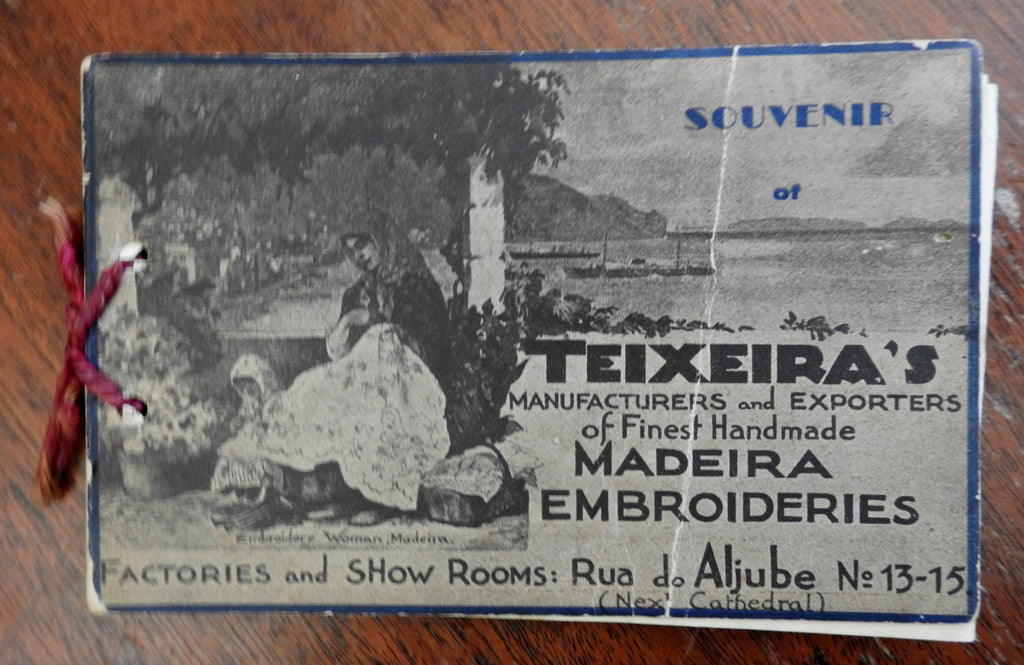 SOUVENIR
of
TEIXEIRA'S
MANUFACTURERS and EXPORTERS
of Finest Handmade
MADEIRA
EMBROIDERIES
Embroidery Woman, Madeira.
FACTORIES and SHOW ROOMS: Rua do Aljube Nº 13-15
(Nex Cathedral)